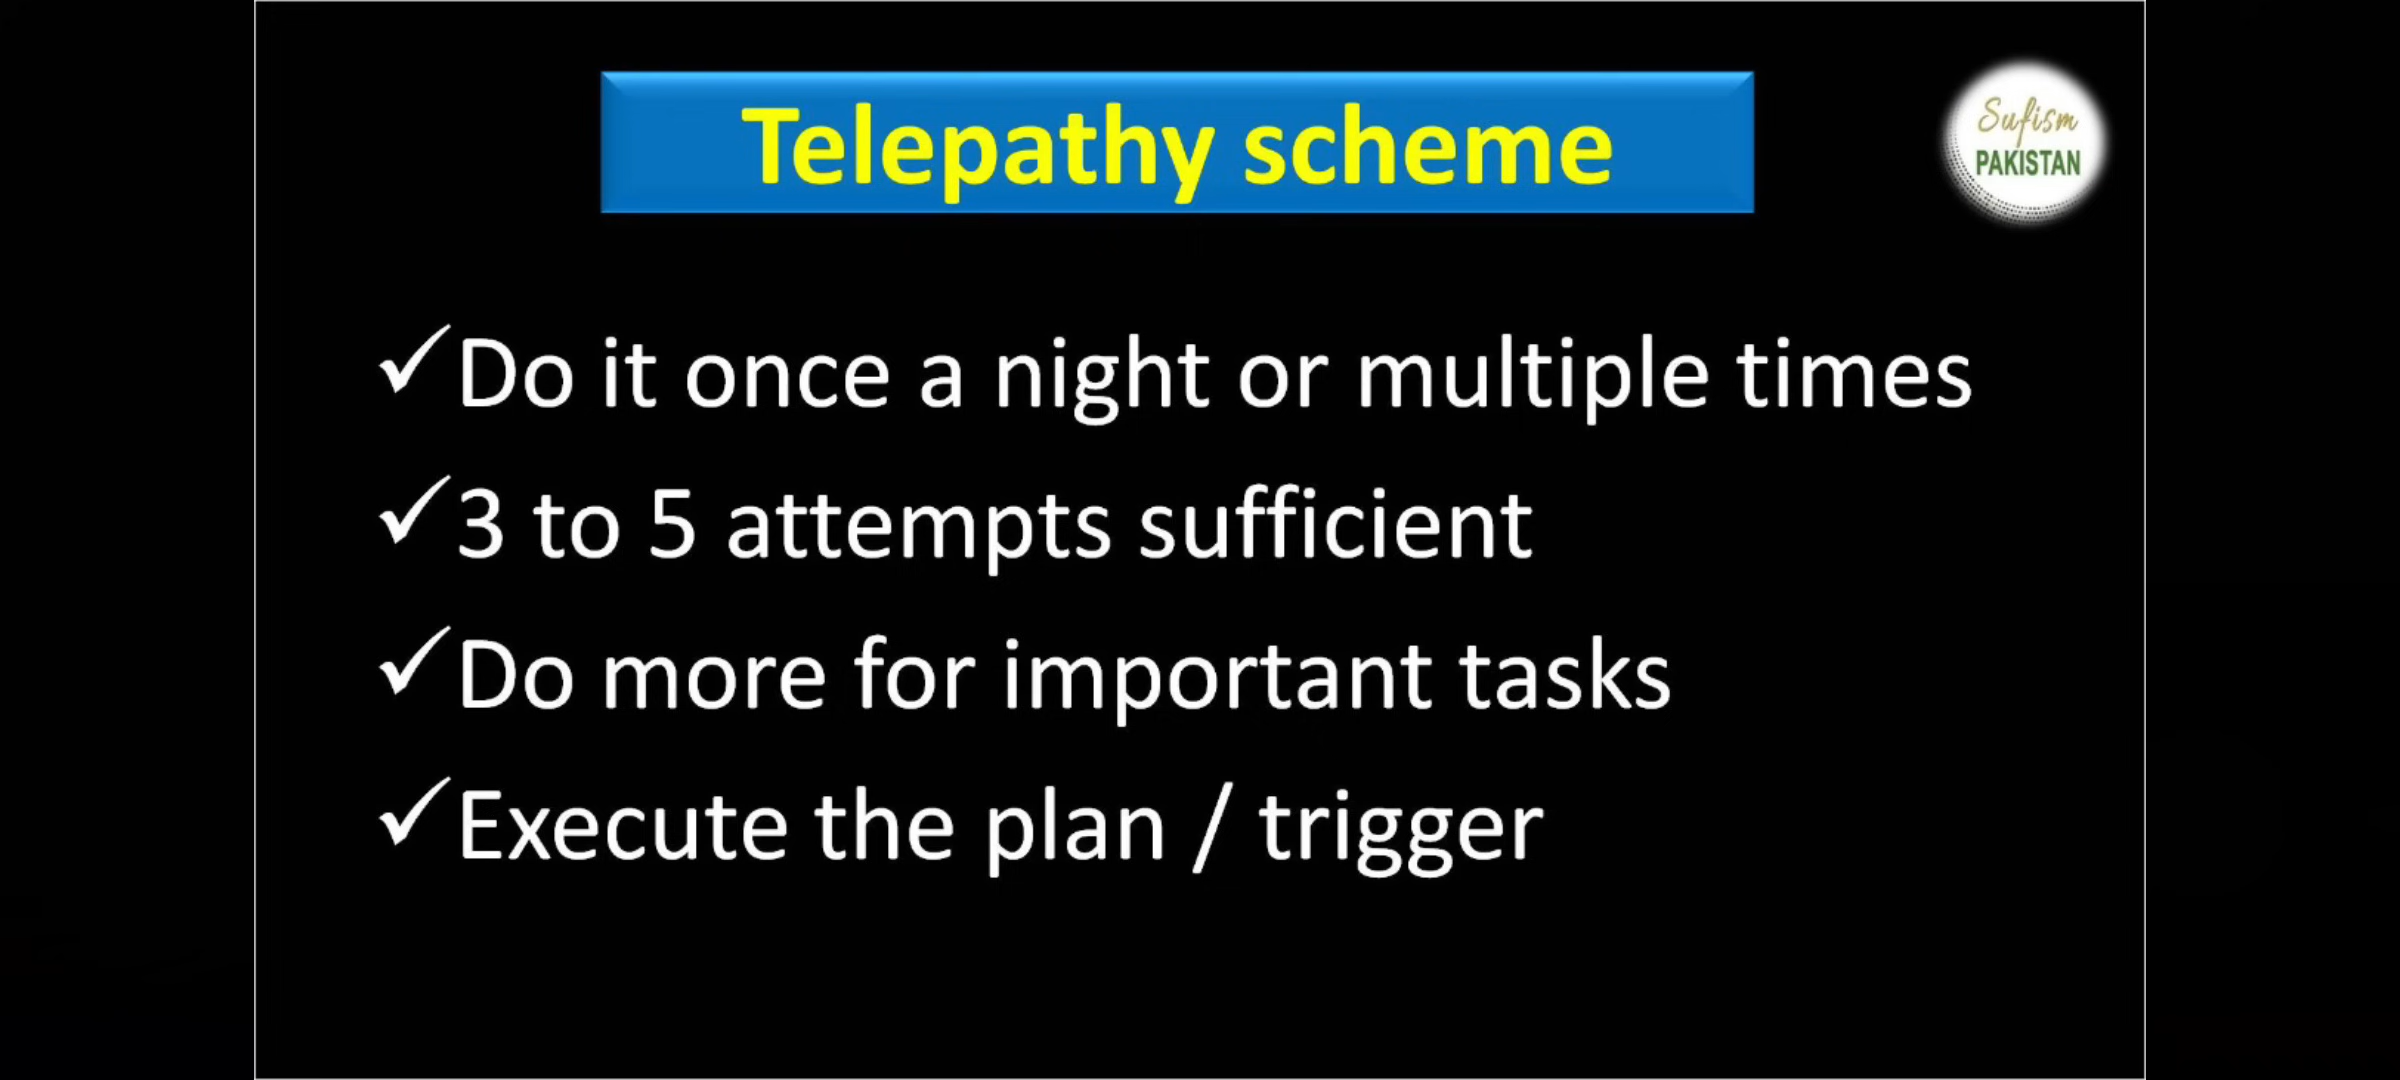 Telepathy scheme
Sufism
PAKISTAN
✓Do it once a night or multiple times
✓3 to 5 attempts sufficient
✓Do more for important tasks
✓Execute the plan / trigger